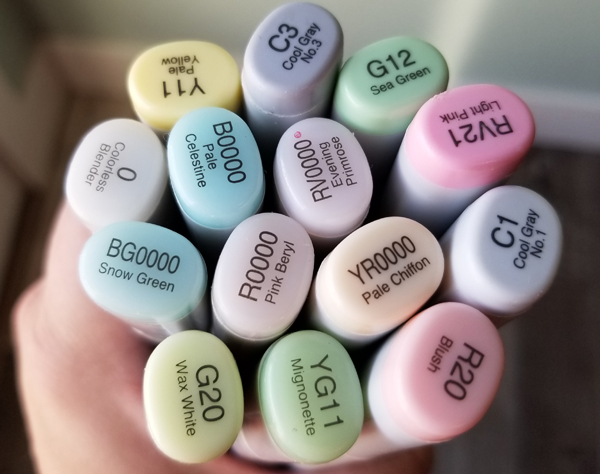 C3
Cool Gray
No.3
Y11
Pale
Yellow
G12
Sea Green
RV21
Light Pink
0
Colorless
Blender
B0000
Pale
Celestine
RV0000
Evening
Primrose
C1
Cool Gray
No.1
BG0000
Snow Green
R0000
Pink Beryl
YR0000
Pale Chiffon
G20
Wax White
YG11
Mignonette
R20
Blush